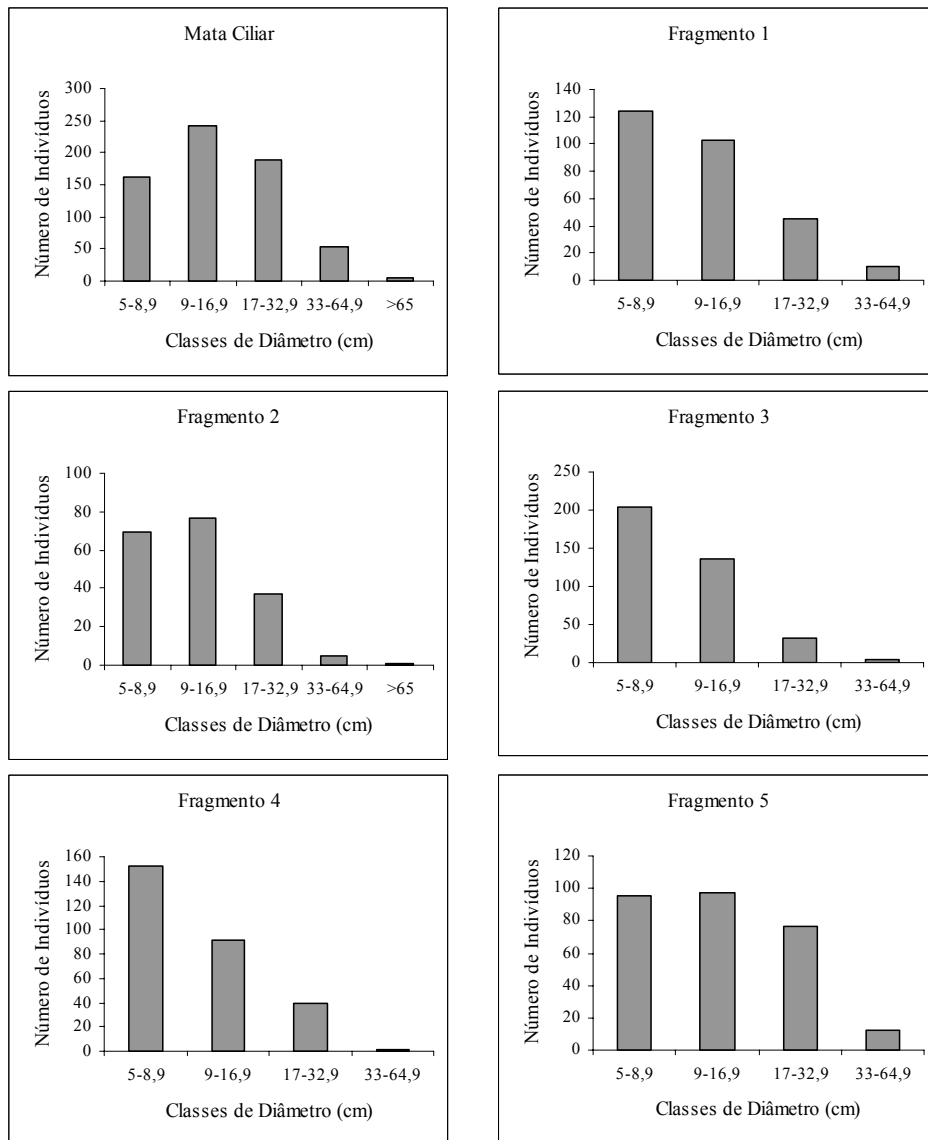 Mata Ciliar
Número de Indivíduos
300
250
200
150
100
50
0
5-8,9 9-16,9 17-32,9 33-64,9 >65
Classes de Diâmetro (cm)
Fragmento 1
Número de Indivíduos
140
120
100
80
60
40
20
0
5-8,9 9-16,9 17-32,9 33-64,9
Classes de Diâmetro (cm)
Fragmento 2
Número de Indivíduos
100
80
60
40
20
0
5-8,9 9-16,9 17-32,9 33-64,9 >65
Classes de Diâmetro (cm)
Fragmento 3
Número de Indivíduos
250
200
150
100
50
0
5-8,9 9-16,9 17-32,9 33-64,9
Classes de Diâmetro (cm)
Fragmento 4
Número de Indivíduos
160
140
120
100
80
60
40
20
0
5-8,9 9-16,9 17-32,9 33-64,9
Classes de Diâmetro (cm)
Fragmento 5
Número de Indivíduos
120
100
80
60
40
20
0
5-8,9 9-16,9 17-32,9 33-64,9
Classes de Diâmetro (cm)